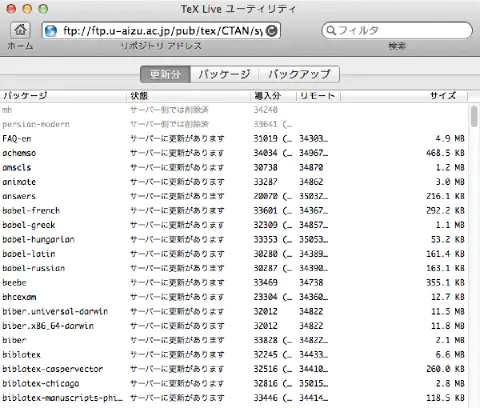 TeX Live ユーティリティ
ftp://ftp.u-aizu.ac.jp/pub/tex/CTAN/sy
フィルタ
ホーム リポジトリ アドレス 検索
更新分 パッケージ バックアップ
パッケージ 状態 導入分 リモート サイズ
mh サーバー側では削除済 34240
persian-modern サーバー側では削除済 33641 (…
FAQ-en サーバーに更新があります 31019 (… 34303… 4.9 MB
achemso サーバーに更新があります 34034 (… 34967… 468.5 KB
amscls サーバーに更新があります 30738 34870 1.2 MB
animate サーバーに更新があります 33287 34862 3.0 MB
answers サーバーに更新があります 20070 (… 35032… 216.1 KB
babel-french サーバーに更新があります 33601 (… 34367… 292.2 KB
babel-greek サーバーに更新があります 32309 (… 34857… 1.1 MB
babel-hungarian サーバーに更新があります 33353 (… 35053… 53.2 KB
babel-latin サーバーに更新があります 30280 (… 34389… 161.4 KB
babel-russian サーバーに更新があります 30287 (… 34390… 163.1 KB
beebe サーバーに更新があります 33469 34738 355.1 KB
bhcexam サーバーに更新があります 23304 (… 34360… 12.7 KB
biber.universal-darwin サーバーに更新があります 32012 34822 11.5 MB
biber.x86_64-darwin サーバーに更新があります 32012 34822 11.8 MB
biber サーバーに更新があります 33828 (… 34822… 2.1 MB
biblatex サーバーに更新があります 32245 (… 34433… 6.6 MB
biblatex-caspervector サーバーに更新があります 32516 (… 34410… 260.0 KB
biblatex-chicago サーバーに更新があります 32816 (… 35015… 2.8 MB
biblatex-manuscripts-phi… サーバーに更新があります 33446 (… 34414… 118.5 KB